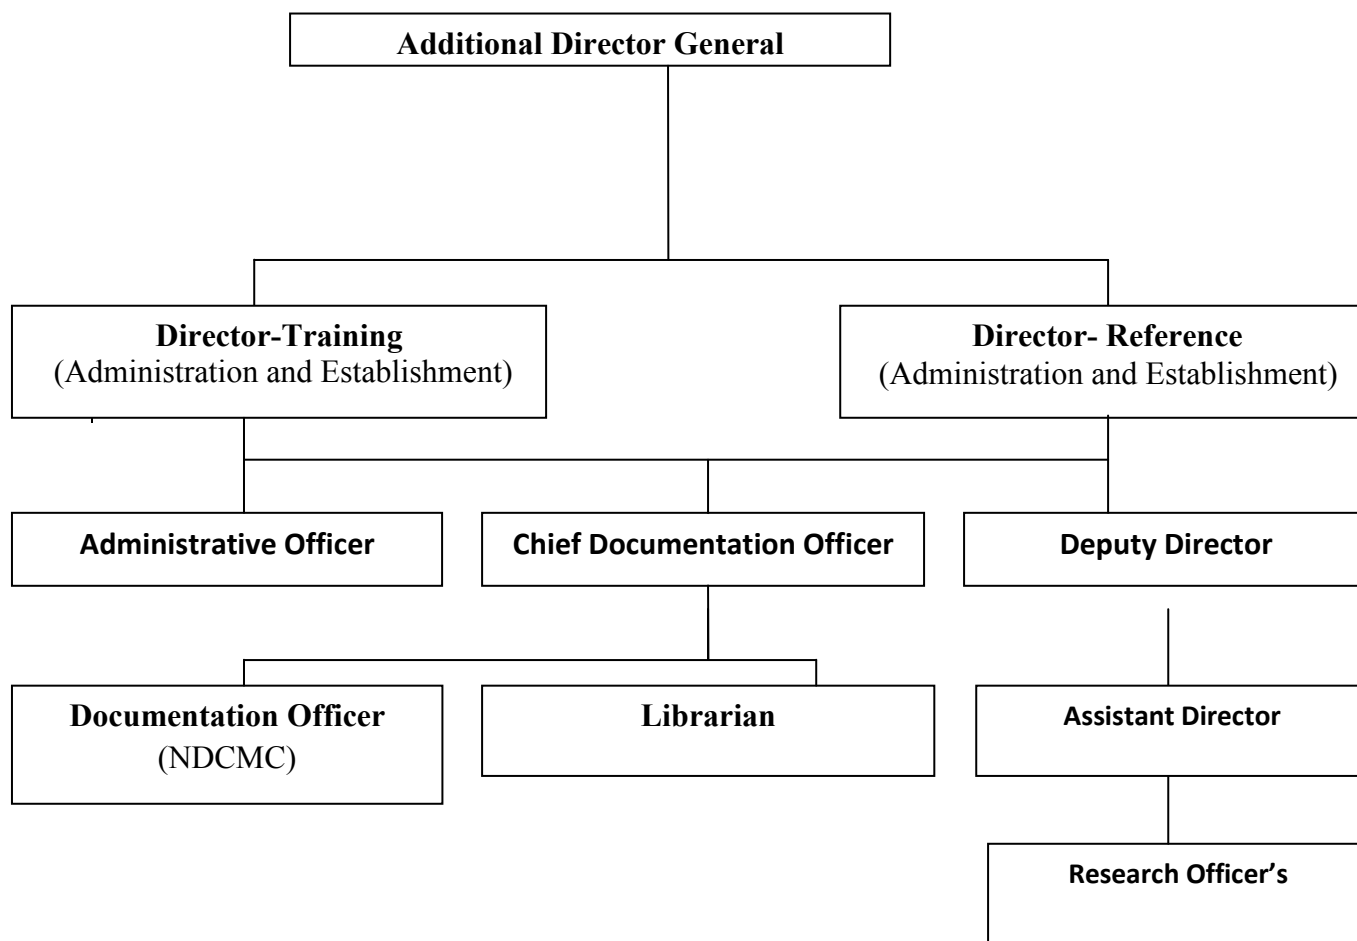 Additional Director General
Director-Training
(Administration and Establishment)
Director- Reference
(Administration and Establishment)
Administrative Officer
Chief Documentation Officer
Deputy Director
Documentation Officer
(NDCMC)
Librarian
Assistant Director
Research Officer’s